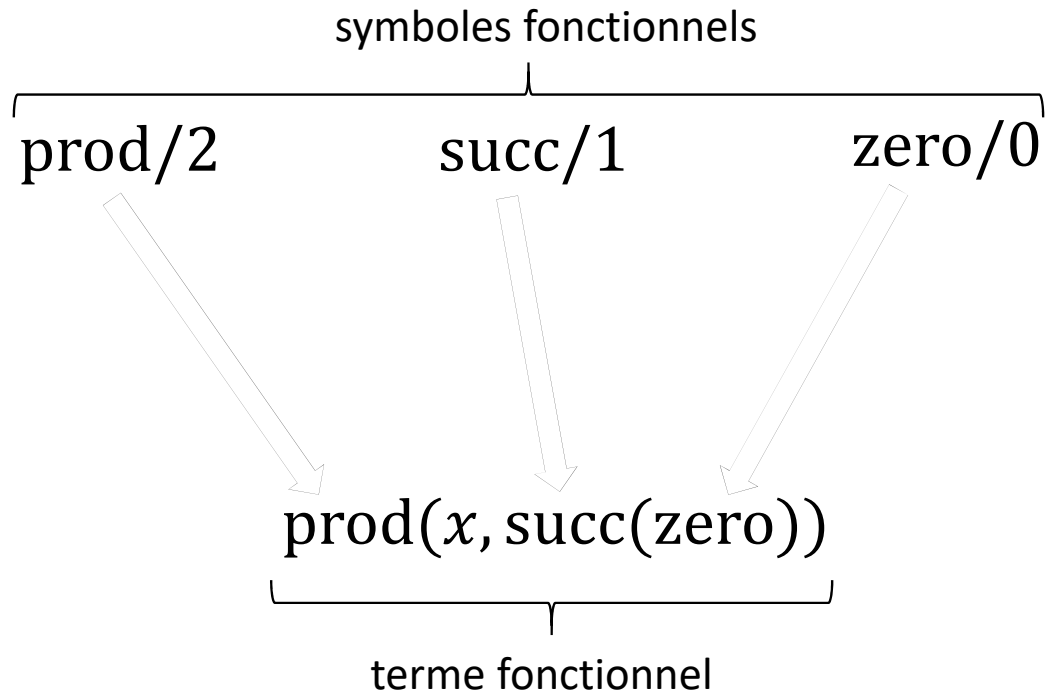 symboles fonctionnels
prod/2 succ/1 zero/0
prod(x, succ(zero))
terme fonctionnel